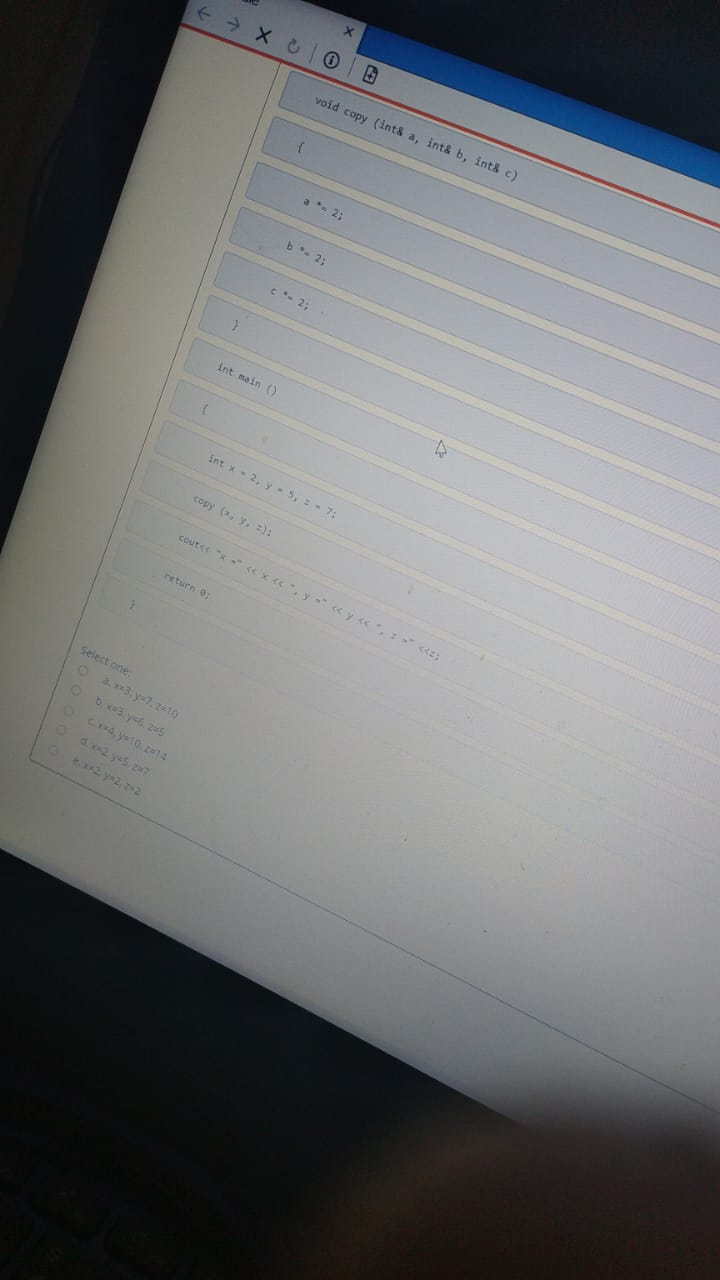 void copy (int& a, int& b, int& c)
{
a *= 2;
b *= 2;
c *= 2;
}
int main ()
{
int x = 2, y = 5, z = 7;
copy (x, y, z);
cout<< "x =" << x << ", y =" << y << ", z =" <<z;
return 0;
}
Select one:
a. x=3, y=7, z=10
b. x=3, y=6, z=5
c. x=4, y=10, z=14
d. x=2, y=5, z=7
e. x=2, y=2, z=2